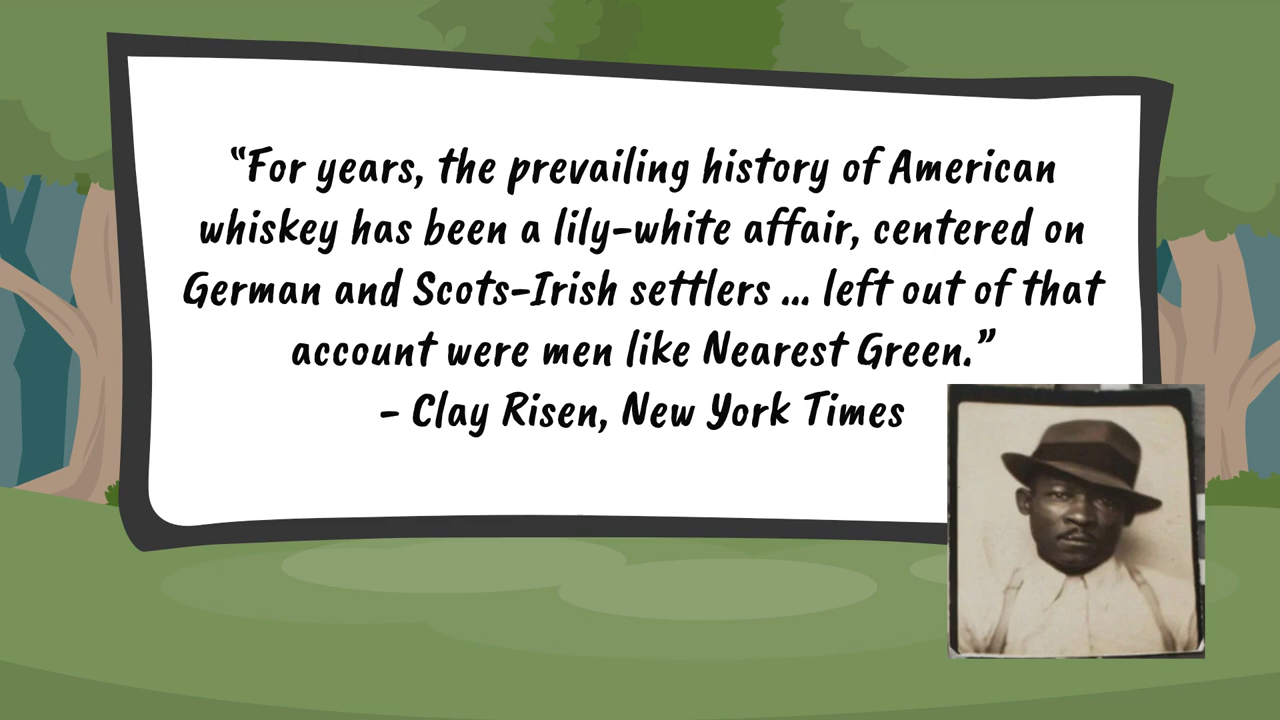 “For years, the prevailing history of American
whiskey has been a lily-white affair, centered on
German and Scots-Irish settlers ... left out of that
account were men like Nearest Green.”
- Clay Risen, New York Times